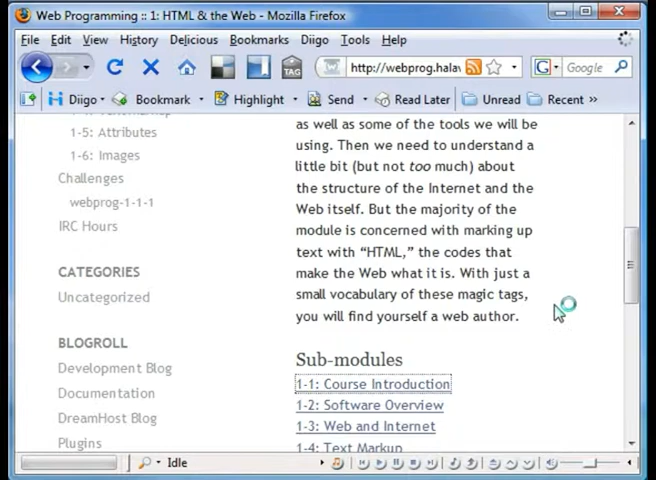 Web Programming :: 1: HTML & the Web - Mozilla Firefox
File Edit View History Delicious Bookmarks Diigo Tools Help
TAG http://webprog.halav G Google
Diigo Bookmark Highlight Send Read Later Unread Recent »
1-5: Attributes
1-6: Images
Challenges
webprog-1-1-1
IRC Hours
CATEGORIES
Uncategorized
BLOGROLL
Development Blog
Documentation
DreamHost Blog
Plugins
as well as some of the tools we will be
using. Then we need to understand a
little bit (but not too much) about
the structure of the Internet and the
Web itself. But the majority of the
module is concerned with marking up
text with “HTML,” the codes that
make the Web what it is. With just a
small vocabulary of these magic tags,
you will find yourself a web author.
Sub-modules
1-1: Course Introduction
1-2: Software Overview
1-3: Web and Internet
1-4: Text Markup
Idle